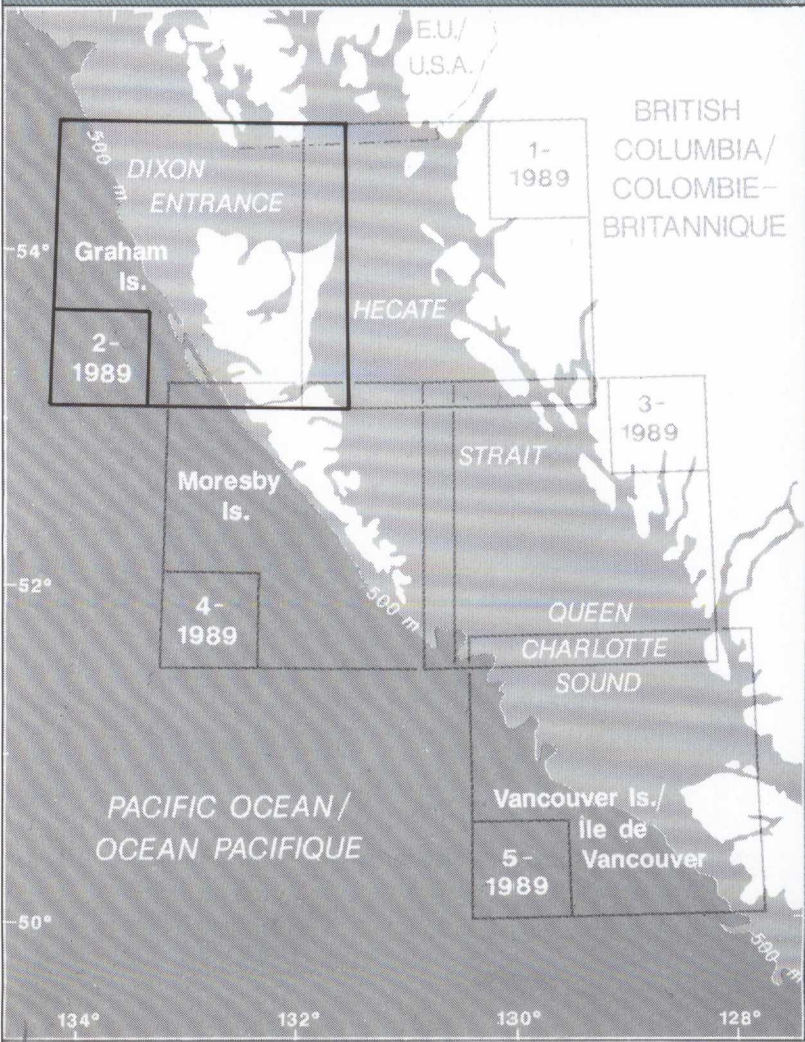 E.U./
U.S.A.
BRITISH
COLUMBIA/
COLOMBIE-
BRITANNIQUE
1-
1989
500 m
DIXON
ENTRANCE
54°
Graham
Is.
HECATE
2-
1989
3-
1989
STRAIT
Moresby
Is.
52°
4-
1989
500 m
QUEEN
CHARLOTTE
SOUND
PACIFIC OCEAN/
OCEAN PACIFIQUE
Vancouver Is./
Île de
Vancouver
5-
1989
50°
500 m
134°
132°
130°
128°